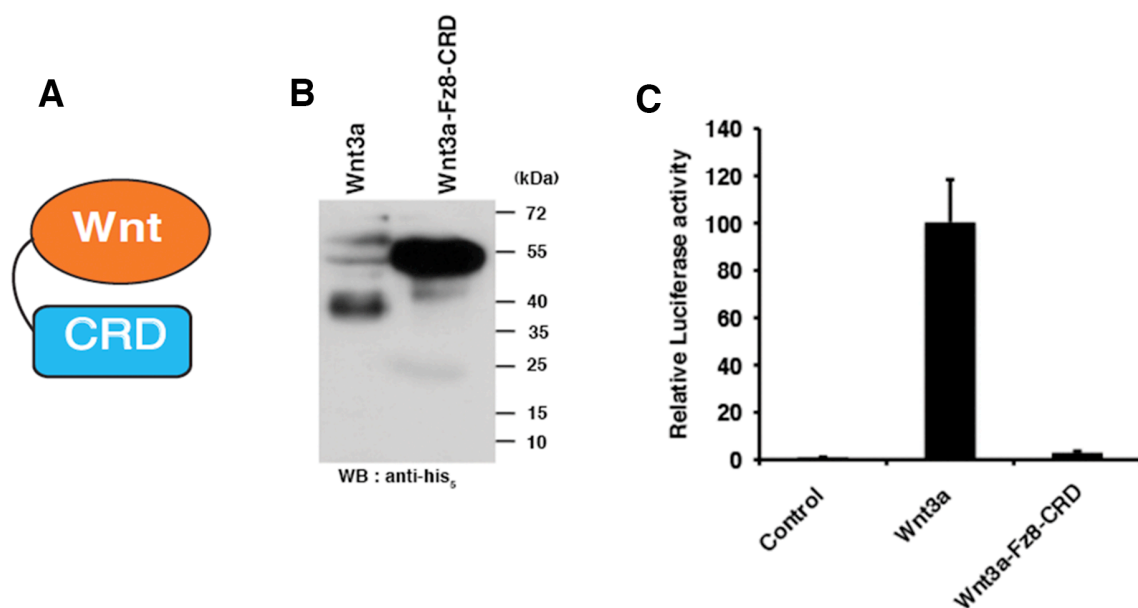 A
Wnt
CRD
B
Wnt3a
Wnt3a-Fz8-CRD
(kDa)
72
55
40
35
25
15
10
WB : anti-his₅
C
Relative Luciferase activity
140
120
100
80
60
40
20
0
Control
Wnt3a
Wnt3a-Fz8-CRD